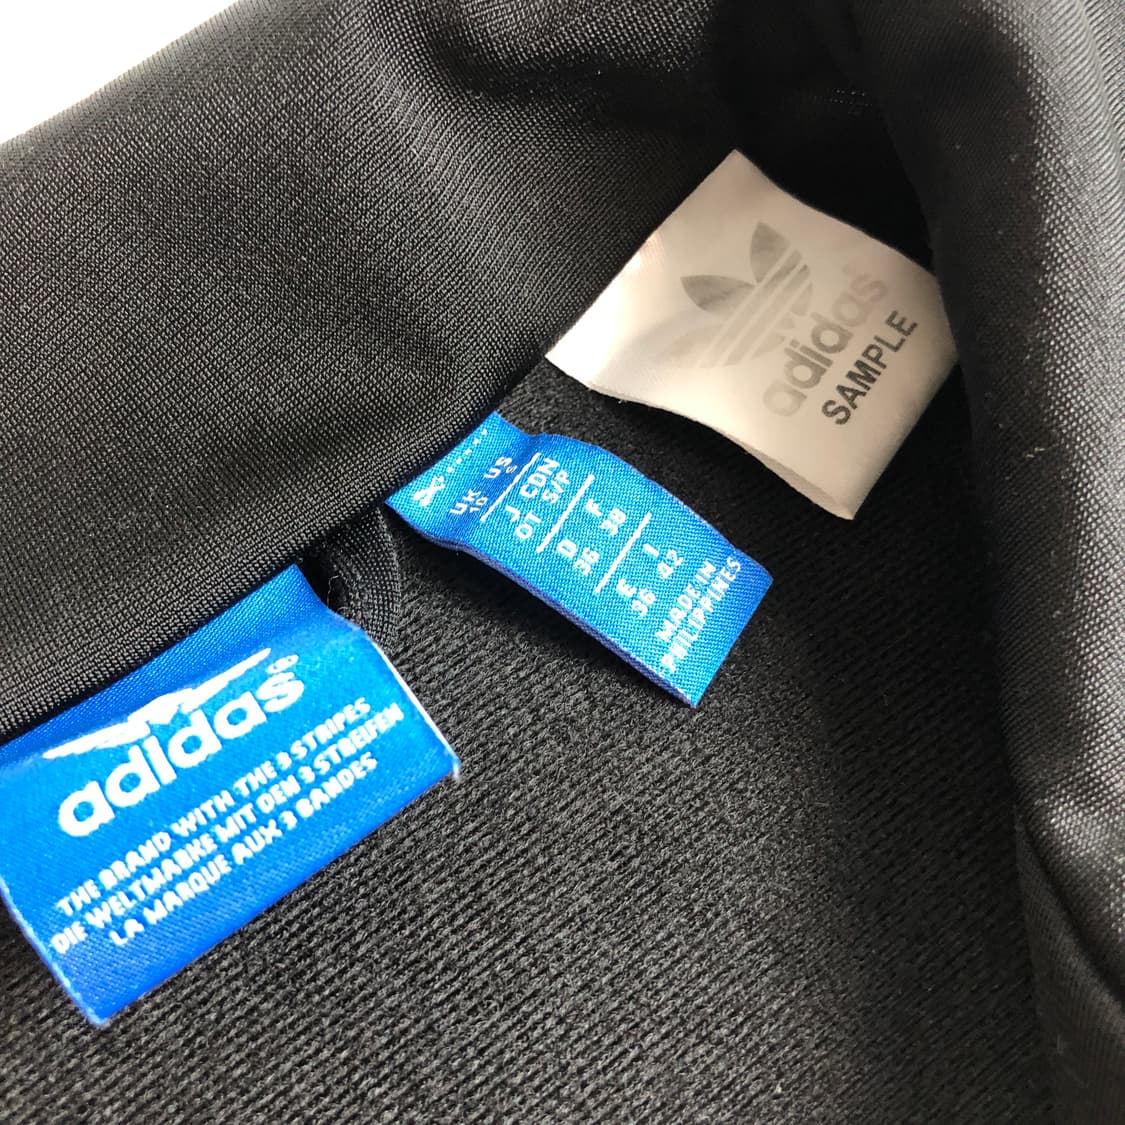 adidas
SAMPLE
UK US
10 S
J CDN
OT S/P
D F
36 38
E I
36 42
MADE IN
PHILIPPINES
adidas®
THE BRAND WITH THE 3 STRIPES
DIE WELTMARKE MIT DEN 3 STREIFEN
LA MARQUE AUX 3 BANDES